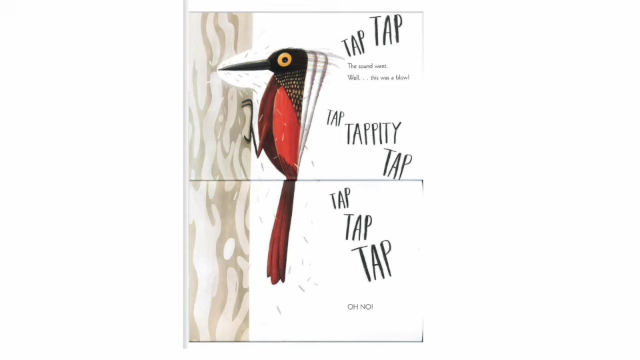 TAP TAP
The sound went.
Well. . . this was a blow!
TAP
TAPPITY
TAP
TAP
TAP
TAP
OH NO!